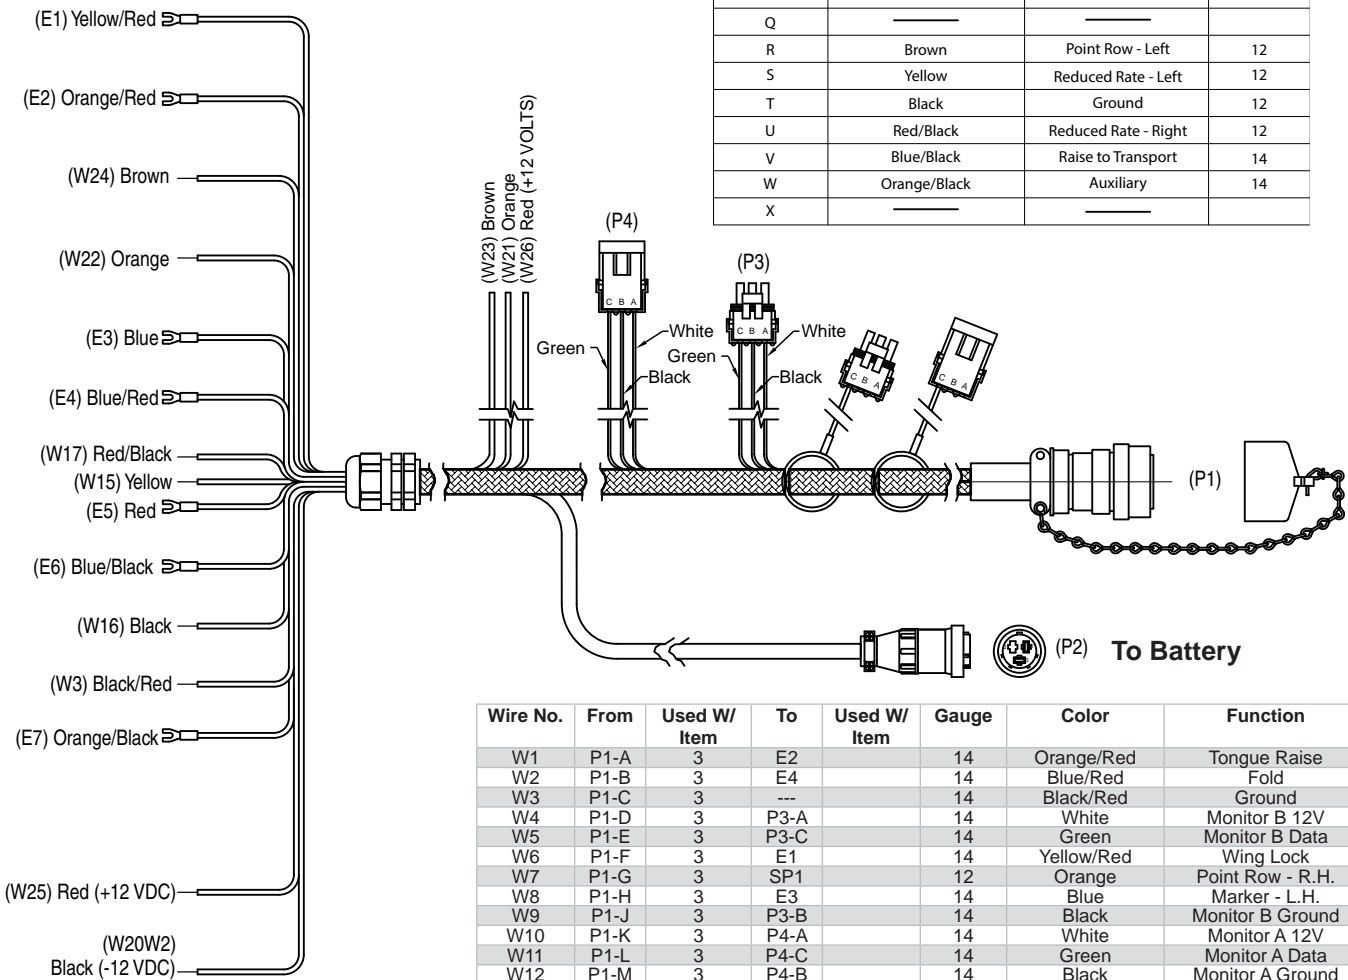 Q
R Brown Point Row - Left 12
S Yellow Reduced Rate - Left 12
T Black Ground 12
U Red/Black Reduced Rate - Right 12
V Blue/Black Raise to Transport 14
W Orange/Black Auxiliary 14
X
(E1) Yellow/Red
(E2) Orange/Red
(W24) Brown
(W22) Orange
(E3) Blue
(E4) Blue/Red
(W17) Red/Black
(W15) Yellow
(E5) Red
(E6) Blue/Black
(W16) Black
(W3) Black/Red
(E7) Orange/Black
(W25) Red (+12 VDC)
(W20W2)
Black (-12 VDC)
(W23) Brown
(W21) Orange
(W26) Red (+12 VOLTS)
(P4)
C B A
Green
White
Black
(P3)
C B A
Green
White
Black
C B A
C B A
(P1)
(P2)
To Battery
Wire No. From Used W/ Item To Used W/ Item Gauge Color Function
W1 P1-A 3 E2 14 Orange/Red Tongue Raise
W2 P1-B 3 E4 14 Blue/Red Fold
W3 P1-C 3 --- 14 Black/Red Ground
W4 P1-D 3 P3-A 14 White Monitor B 12V
W5 P1-E 3 P3-C 14 Green Monitor B Data
W6 P1-F 3 E1 14 Yellow/Red Wing Lock
W7 P1-G 3 SP1 12 Orange Point Row - R.H.
W8 P1-H 3 E3 14 Blue Marker - L.H.
W9 P1-J 3 P3-B 14 Black Monitor B Ground
W10 P1-K 3 P4-A 14 White Monitor A 12V
W11 P1-L 3 P4-C 14 Green Monitor A Data
W12 P1-M 3 P4-B 14 Black Monitor A Ground